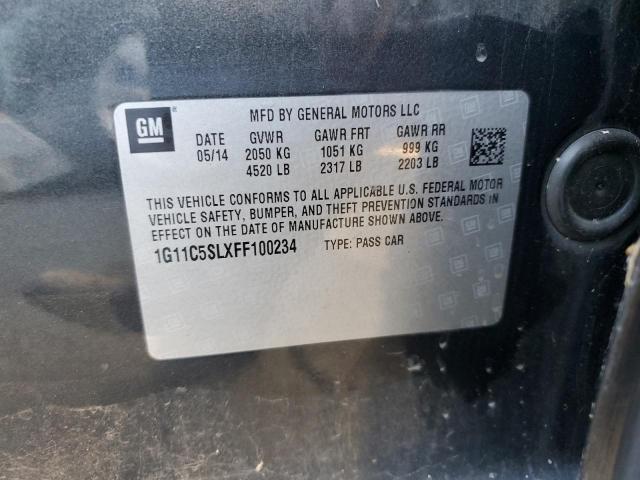 GM
MFD BY GENERAL MOTORS LLC
DATE GVWR GAWR FRT GAWR RR
05/14 2050 KG 1051 KG 999 KG
4520 LB 2317 LB 2203 LB
THIS VEHICLE CONFORMS TO ALL APPLICABLE U.S. FEDERAL MOTOR
VEHICLE SAFETY, BUMPER, AND THEFT PREVENTION STANDARDS IN
EFFECT ON THE DATE OF MANUFACTURE SHOWN ABOVE.
1G11C5SLXFF100234 TYPE: PASS CAR